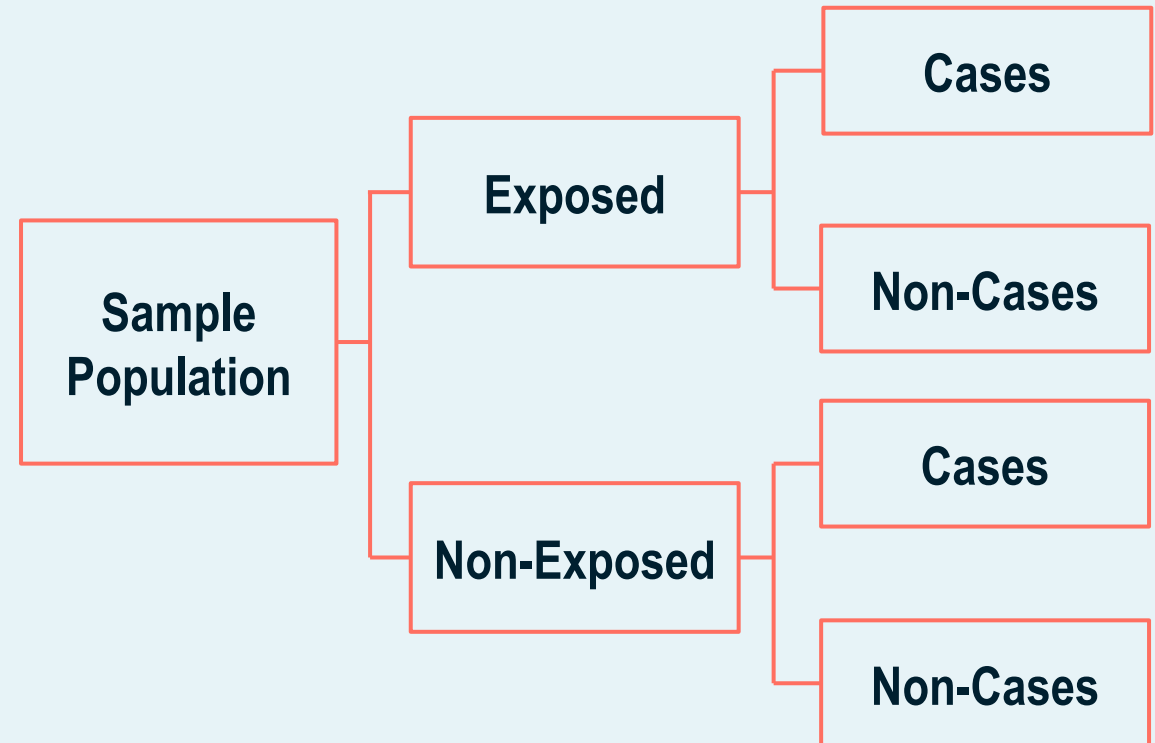 Sample
Population
Exposed
Cases
Non-Cases
Non-Exposed
Cases
Non-Cases